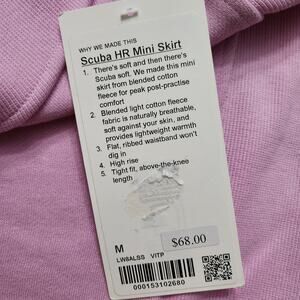 WHY WE MADE THIS
Scuba HR Mini Skirt
1. There's soft and then there's
Scuba soft. We made this mini
skirt from blended cotton
fleece for peak post-practise
comfort
2. Blended light cotton fleece
fabric is naturally breathable,
soft against your skin, and
provides lightweight warmth
3. Flat, ribbed waistband won't
dig in
4. High rise
5. Tight fit, above-the-knee
length
M
$68.00
LW8ALSS VITP
000153102680